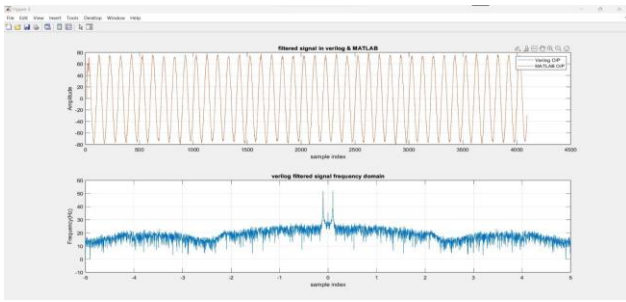 Figure 3
File Edit View Insert Tools Desktop Window Help
filtered signal in verilog & MATLAB
Verilog O/P
MATLAB O/P
Amplitude
80
60
40
20
0
-20
-40
-60
-80
0 500 1000 1500 2000 2500 3000 3500 4000 4500
sample index
verilog filtered signal frequency domain
Frequency(Hz)
60
50
40
30
20
10
0
-10
-5 -4 -3 -2 -1 0 1 2 3 4 5
sample index